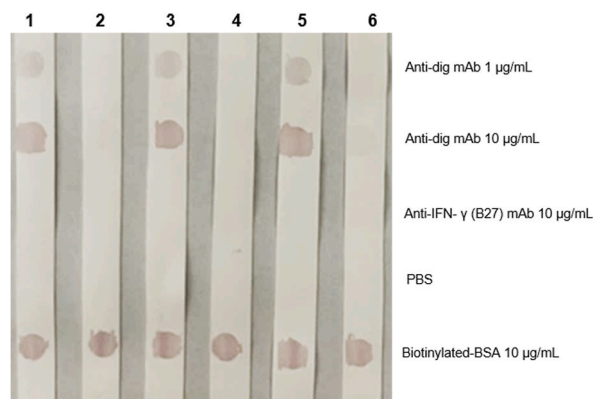 1 2 3 4 5 6
Anti-dig mAb 1 µg/mL
Anti-dig mAb 10 µg/mL
Anti-IFN- γ (B27) mAb 10 µg/mL
PBS
Biotinylated-BSA 10 µg/mL